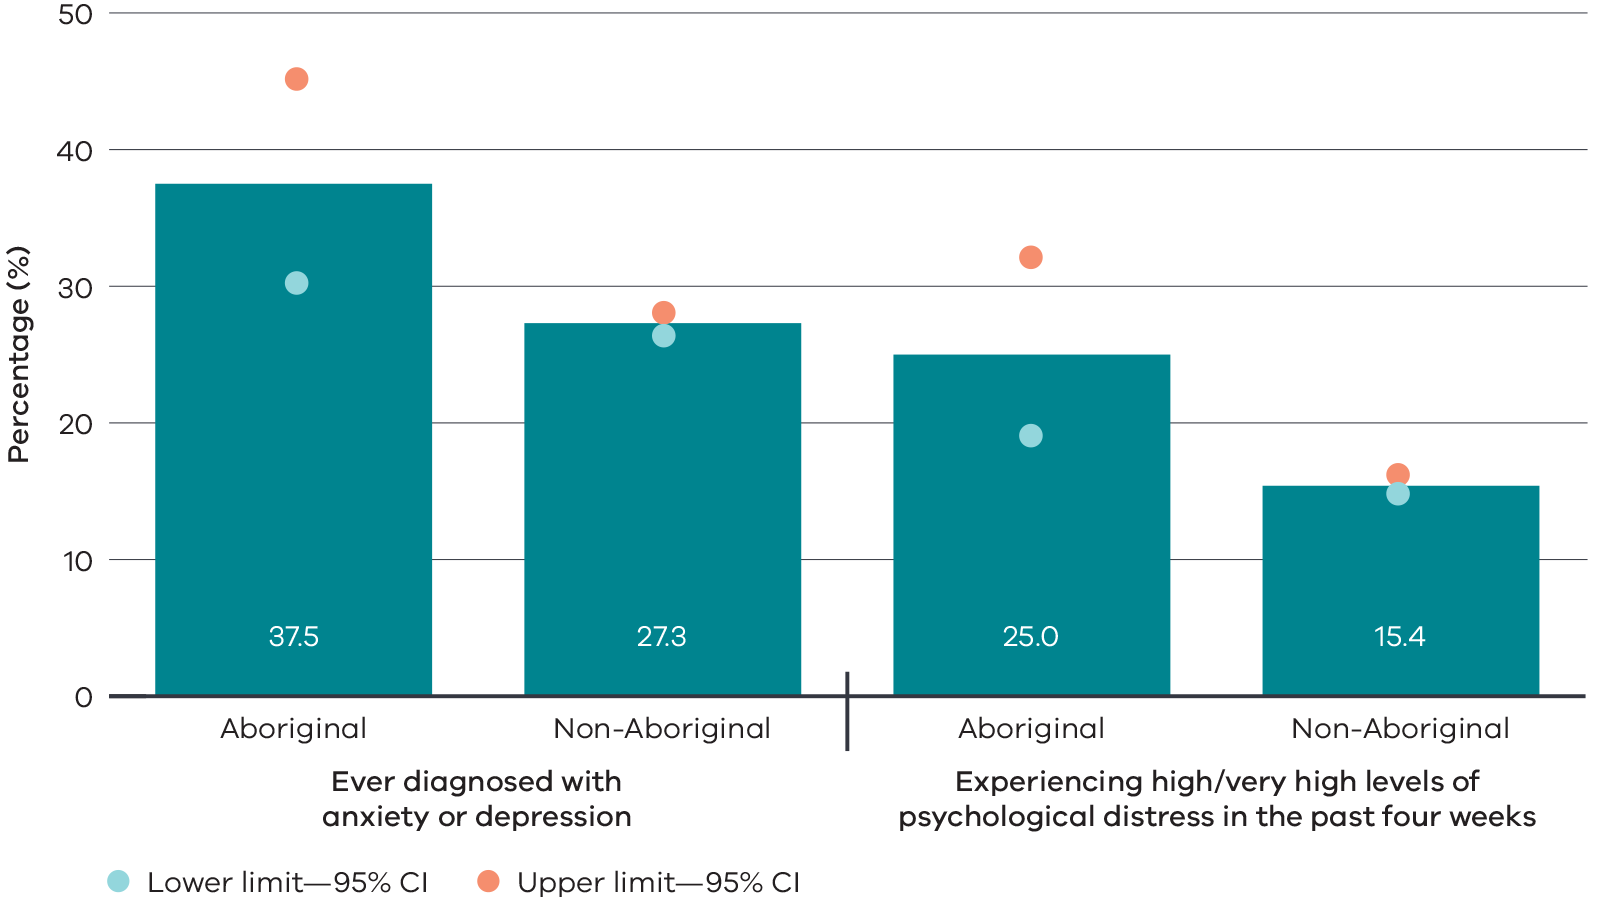 Percentage (%)
50
40
30
20
10
0
37.5
27.3
25.0
15.4
Aboriginal
Non-Aboriginal
Aboriginal
Non-Aboriginal
Ever diagnosed with
anxiety or depression
Experiencing high/very high levels of
psychological distress in the past four weeks
Lower limit—95% CI
Upper limit—95% CI